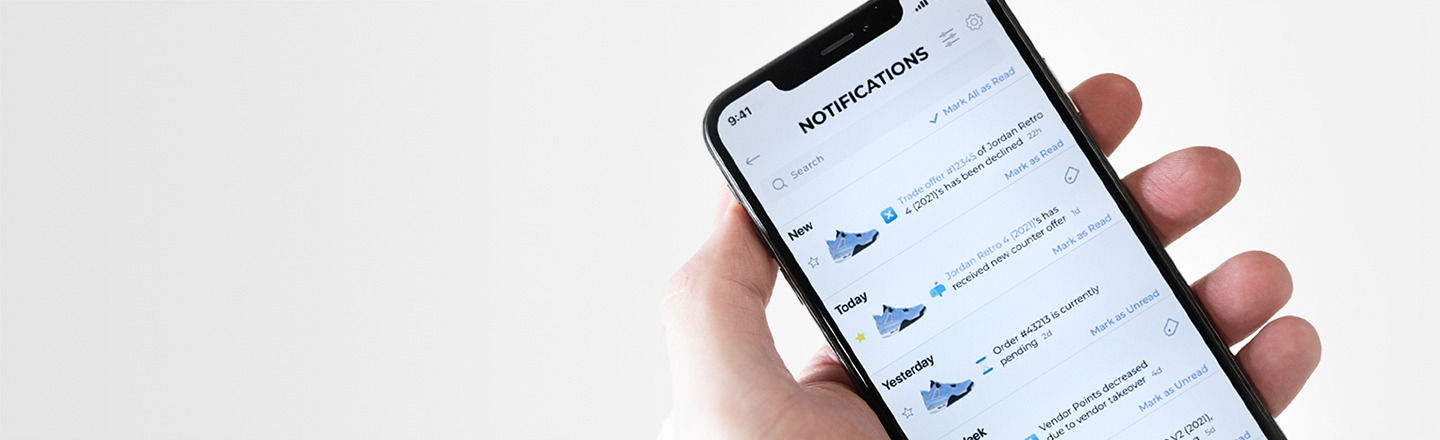 9:41
NOTIFICATIONS
Search
Mark All as Read
New
Trade offer #12345 of Jordan Retro
4 (2021)'s has been declined 22h
Mark as Read
Today
Jordan Retro 4 (2021)'s has
received new counter offer 1d
Mark as Read
Yesterday
Order #43213 is currently
pending 2d
Mark as Unread
Vendor Points decreased
due to vendor takeover 4d
Mark as Unread
V2 (2021),
5d